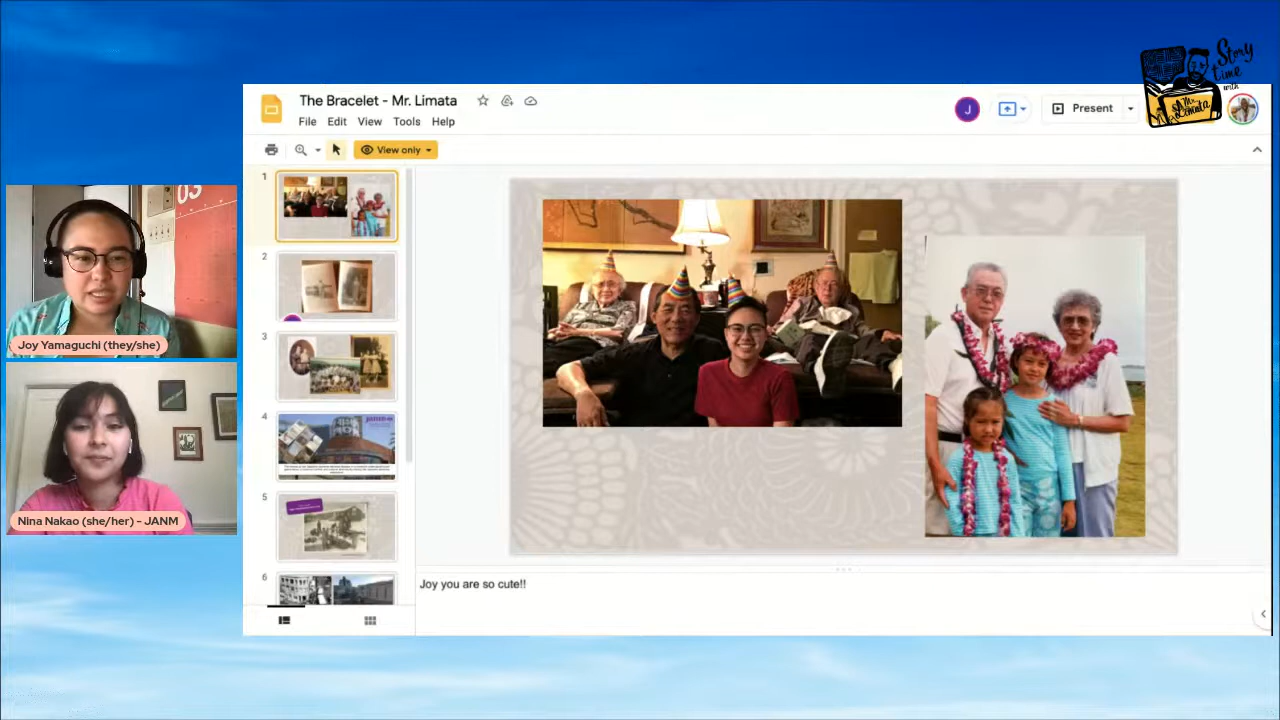 Story
time
with
Mr.
Limata
The Bracelet - Mr. Limata
File Edit View Tools Help
J
Present
View only
1
2
3
4
5
6
03
Joy Yamaguchi (they/she)
Nina Nakao (she/her) - JANM
Joy you are so cute!!